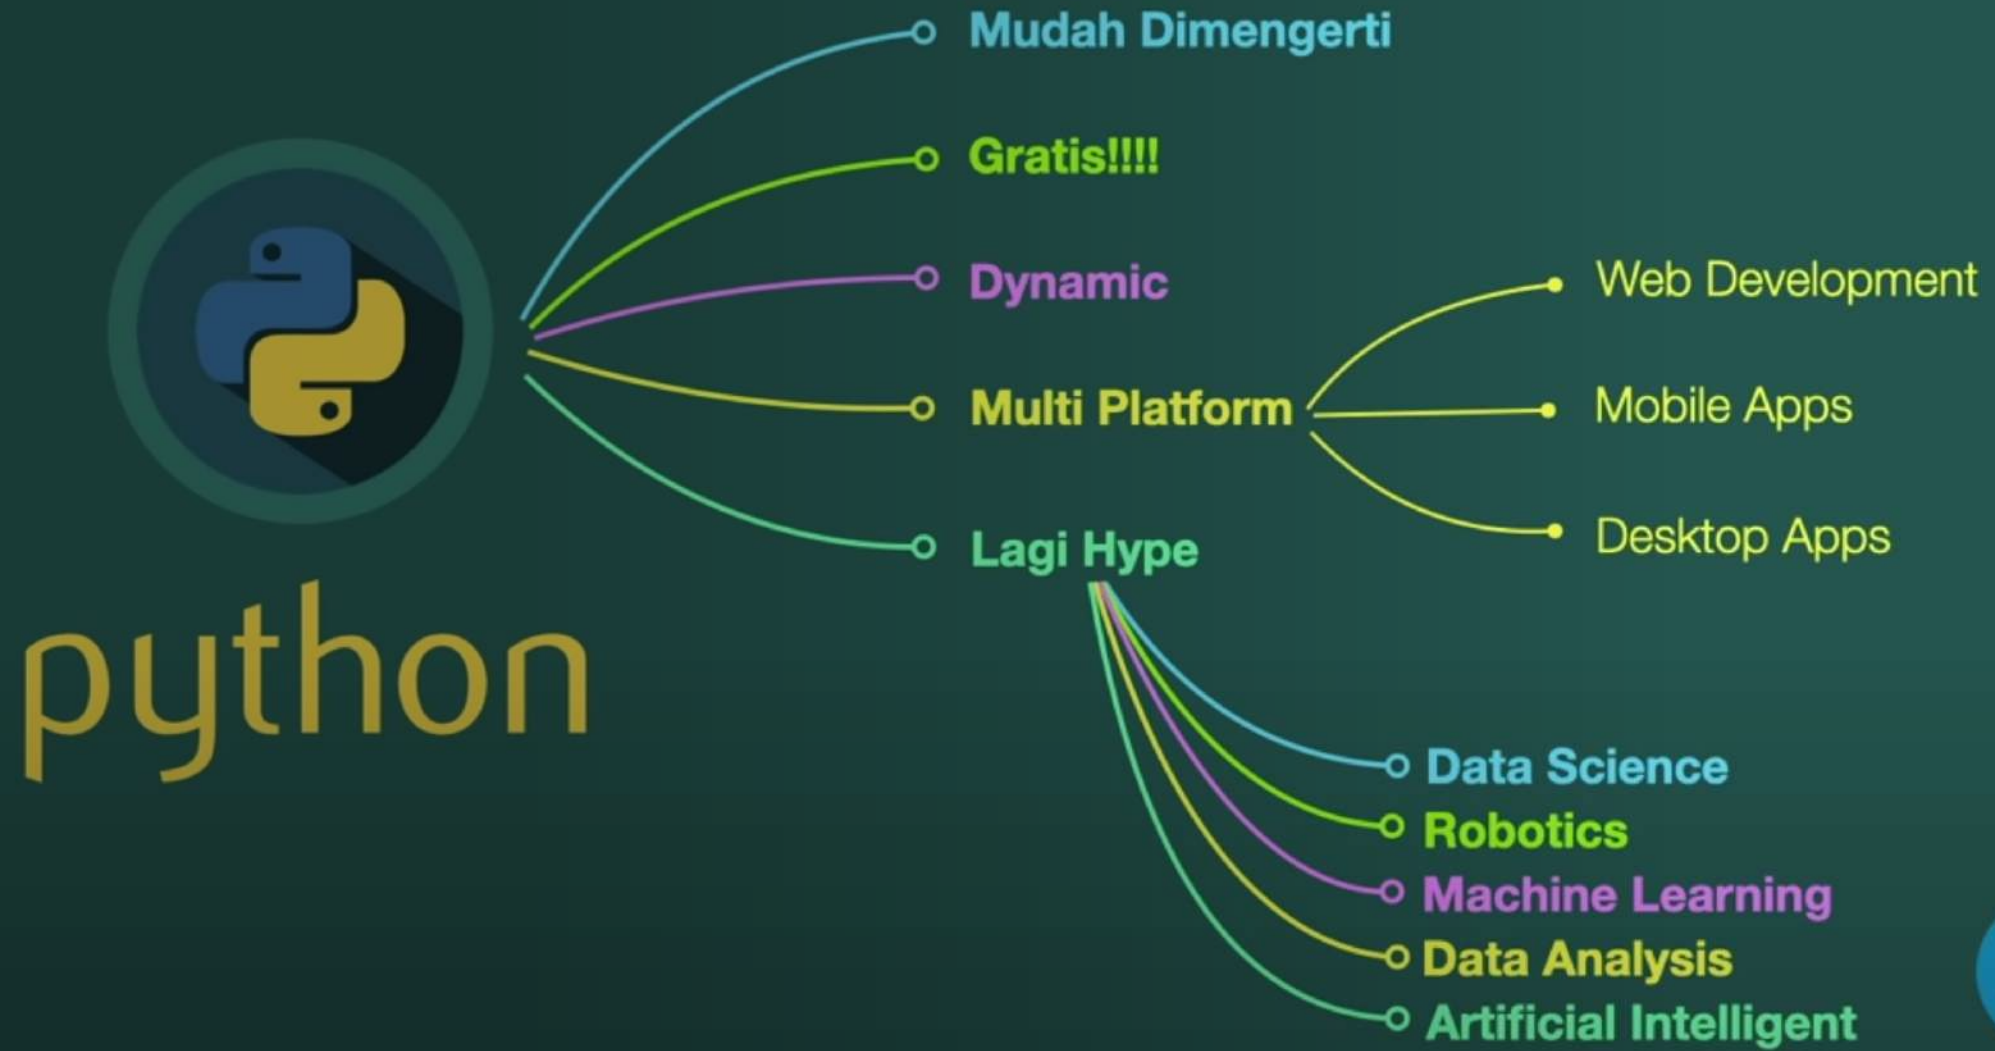 Mudah Dimengerti
Gratis!!!!
Dynamic
Multi Platform
Web Development
Mobile Apps
Desktop Apps
Lagi Hype
python
Data Science
Robotics
Machine Learning
Data Analysis
Artificial Intelligent